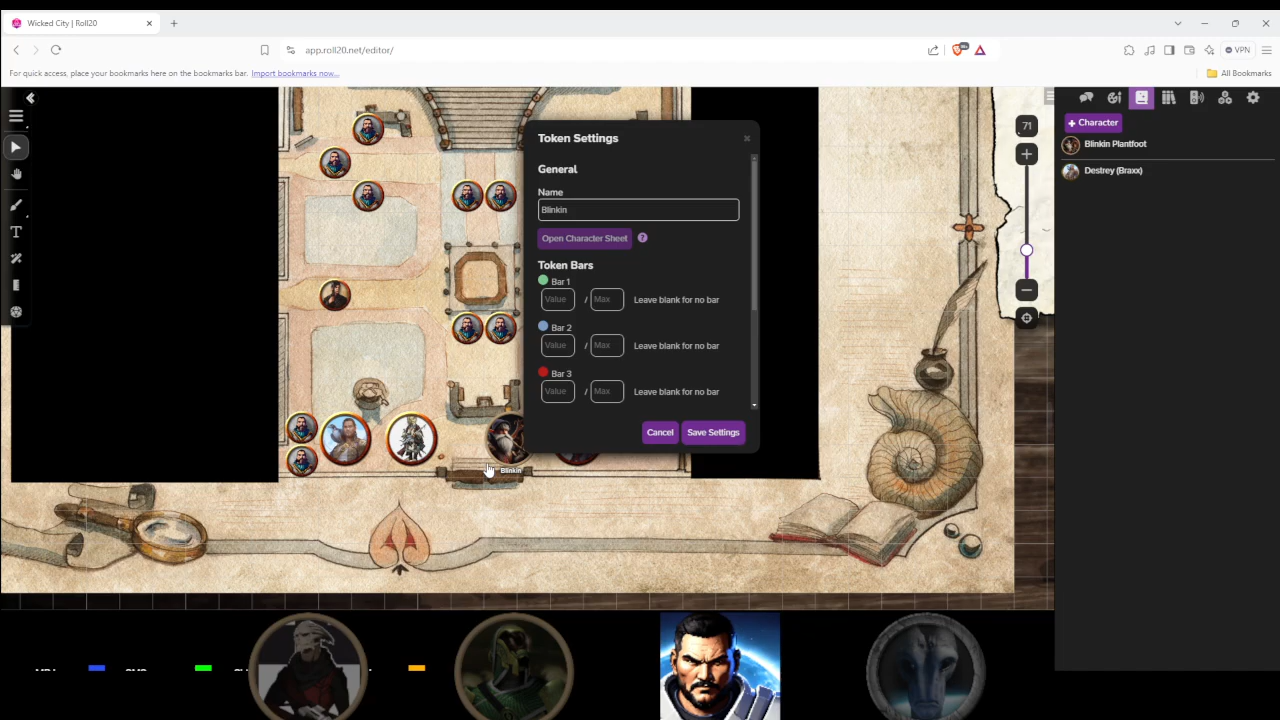 Wicked City | Roll20
app.roll20.net/editor/
VPN
For quick access, place your bookmarks here on the bookmarks bar. Import bookmarks now...
All Bookmarks
71
+ Character
Blinkin Plantfoot
Destrey (Braxx)
Token Settings
General
Name
Blinkin
Open Character Sheet ?
Token Bars
Bar 1
Value / Max Leave blank for no bar
Bar 2
Value / Max Leave blank for no bar
Bar 3
Value / Max Leave blank for no bar
Cancel Save Settings
Blinkin